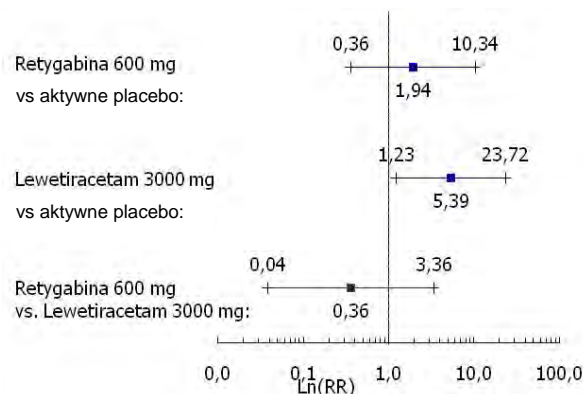 0,36 10,34
Retygabina 600 mg
vs aktywne placebo:
1,94
1,23 23,72
Lewetiracetam 3000 mg
vs aktywne placebo:
5,39
0,04 3,36
Retygabina 600 mg
vs. Lewetiracetam 3000 mg:
0,36
0,0 0,1 1,0 10,0 100,0
Ln(RR)